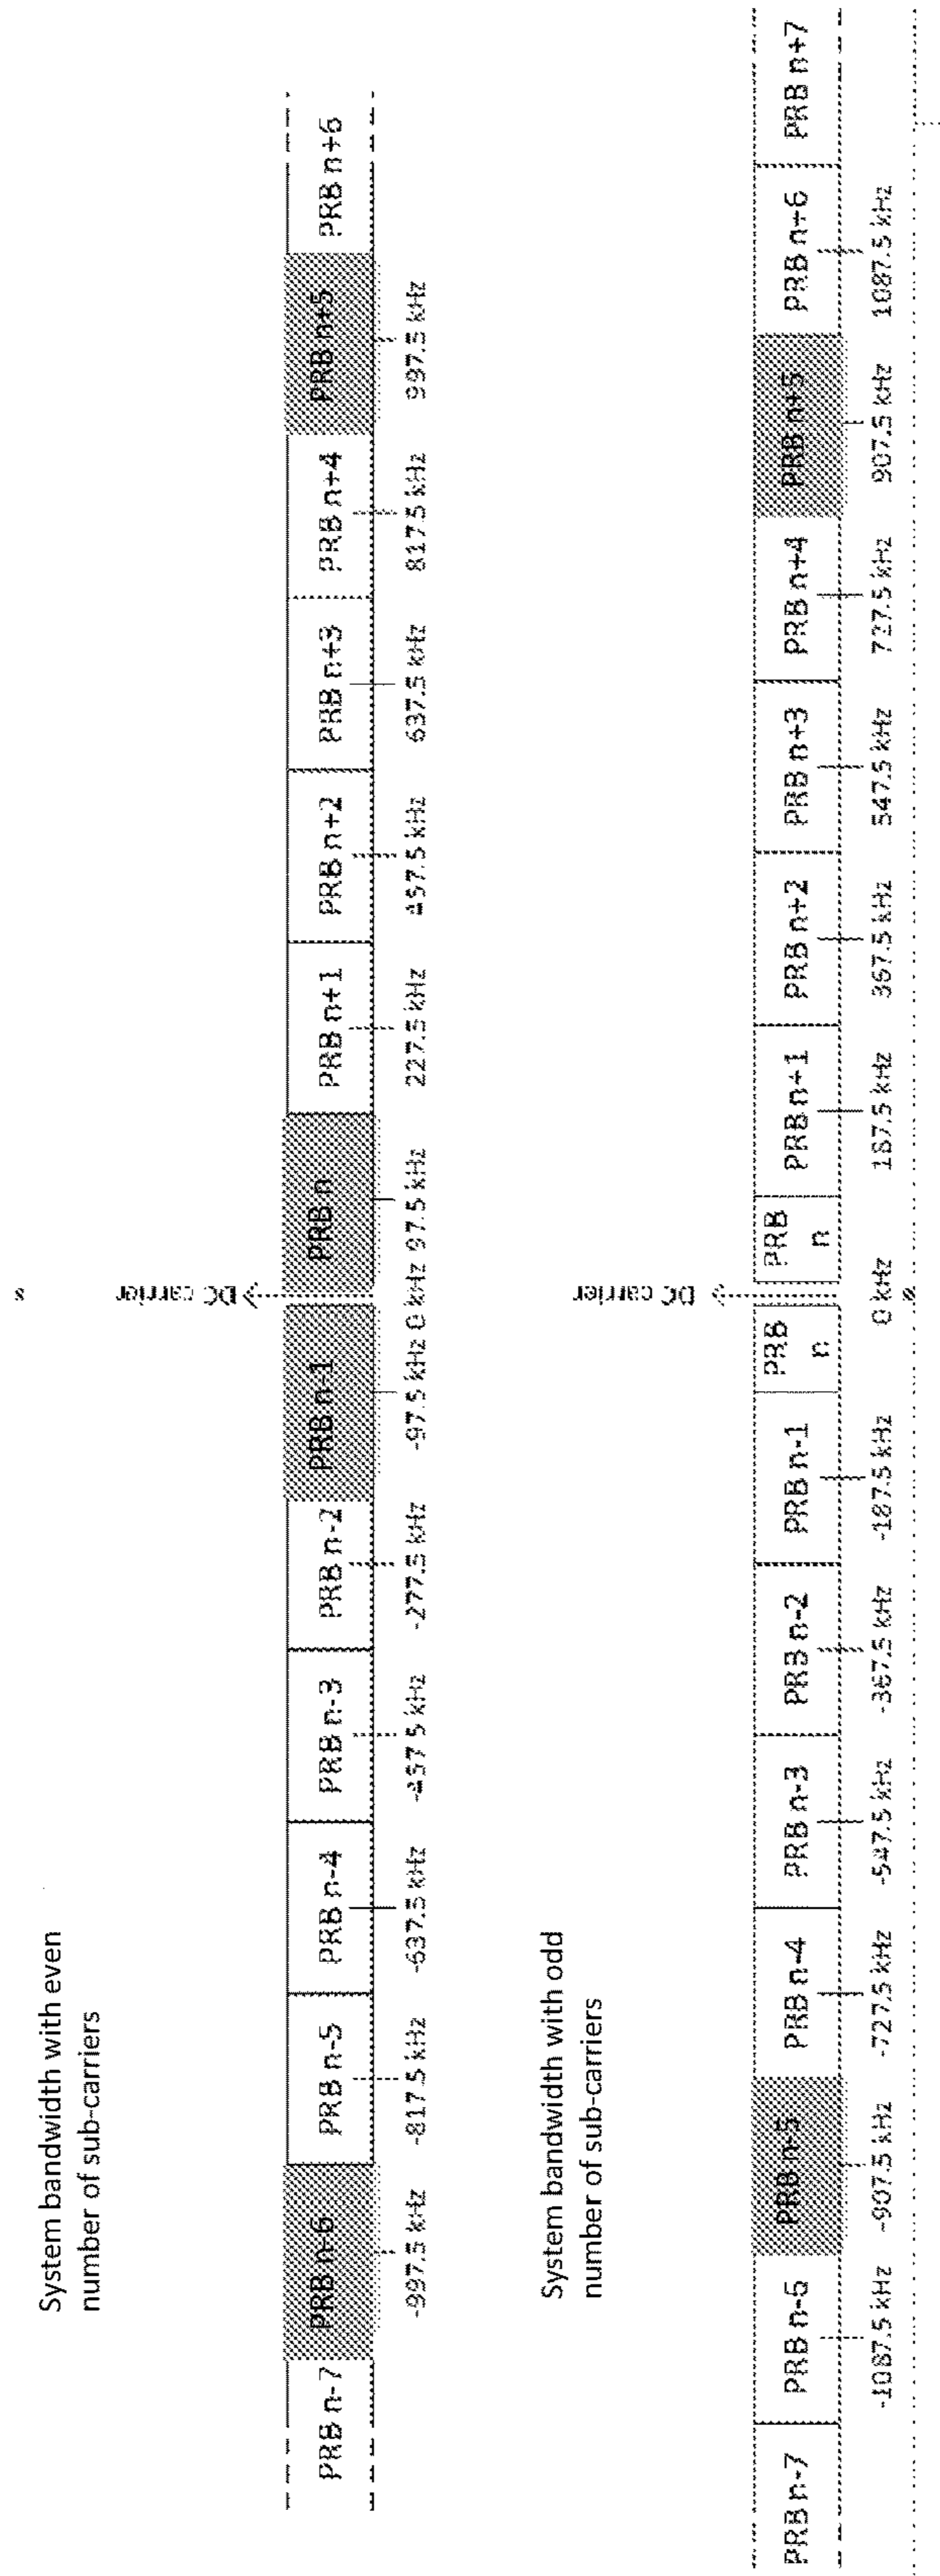 s
System bandwidth with even
number of sub-carriers
DC carrier
PRB n-7
PRB n-6
PRB n-5
PRB n-4
PRB n-3
PRB n-2
PRB n-1
PRB n
PRB n+1
PRB n+2
PRB n+3
PRB n+4
PRB n+5
PRB n+6
-997.5 kHz
-817.5 kHz
-637.5 kHz
-457.5 kHz
-277.5 kHz
-97.5 kHz
0 kHz
97.5 kHz
227.5 kHz
457.5 kHz
637.5 kHz
817.5 kHz
997.5 kHz
System bandwidth with odd
number of sub-carriers
DC carrier
PRB n-7
PRB n-5
PRB n-5
PRB n-4
PRB n-3
PRB n-2
PRB n-1
PRB
n
PRB
n
PRB n+1
PRB n+2
PRB n+3
PRB n+4
PRB n+5
PRB n+6
PRB n+7
-1087.5 kHz
-907.5 kHz
-727.5 kHz
-547.5 kHz
-367.5 kHz
-187.5 kHz
0 kHz
187.5 kHz
367.5 kHz
547.5 kHz
727.5 kHz
907.5 kHz
1087.5 kHz